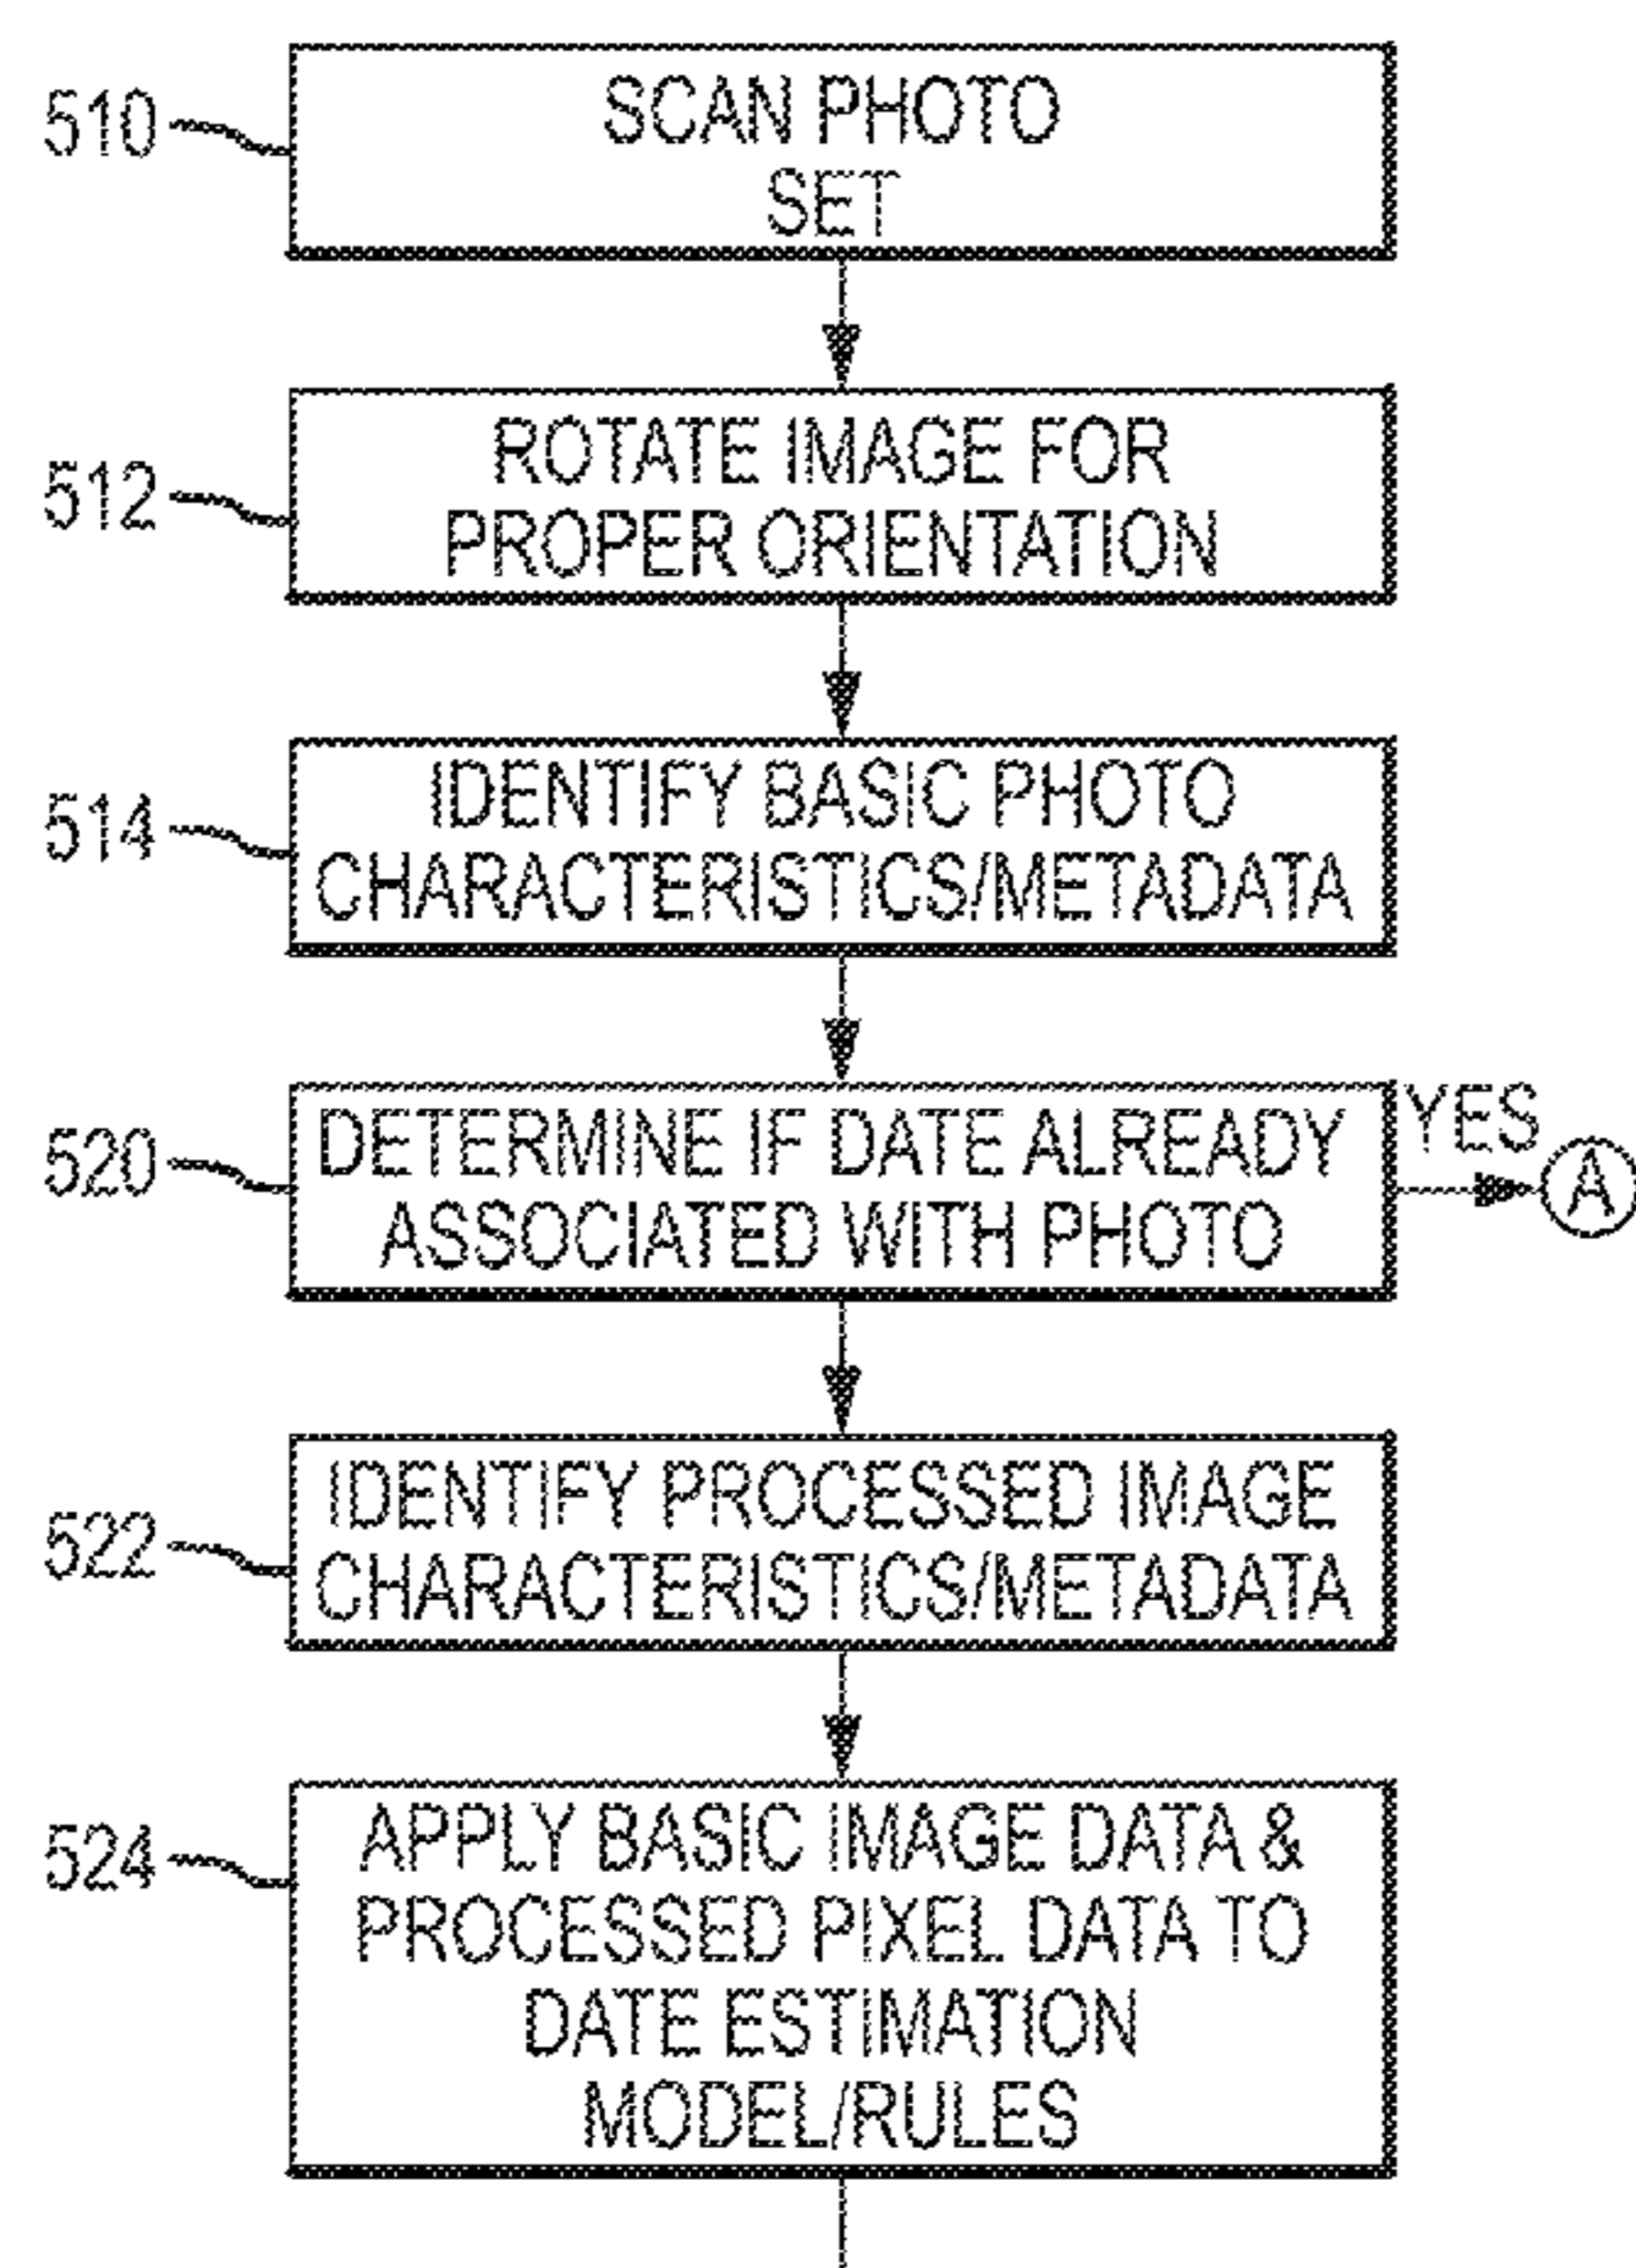 510
SCAN PHOTO
SET
512
ROTATE IMAGE FOR
PROPER ORIENTATION
514
IDENTIFY BASIC PHOTO
CHARACTERISTICS/METADATA
520
DETERMINE IF DATE ALREADY
ASSOCIATED WITH PHOTO
YES
A
522
IDENTIFY PROCESSED IMAGE
CHARACTERISTICS/METADATA
524
APPLY BASIC IMAGE DATA &
PROCESSED PIXEL DATA TO
DATE ESTIMATION
MODEL/RULES